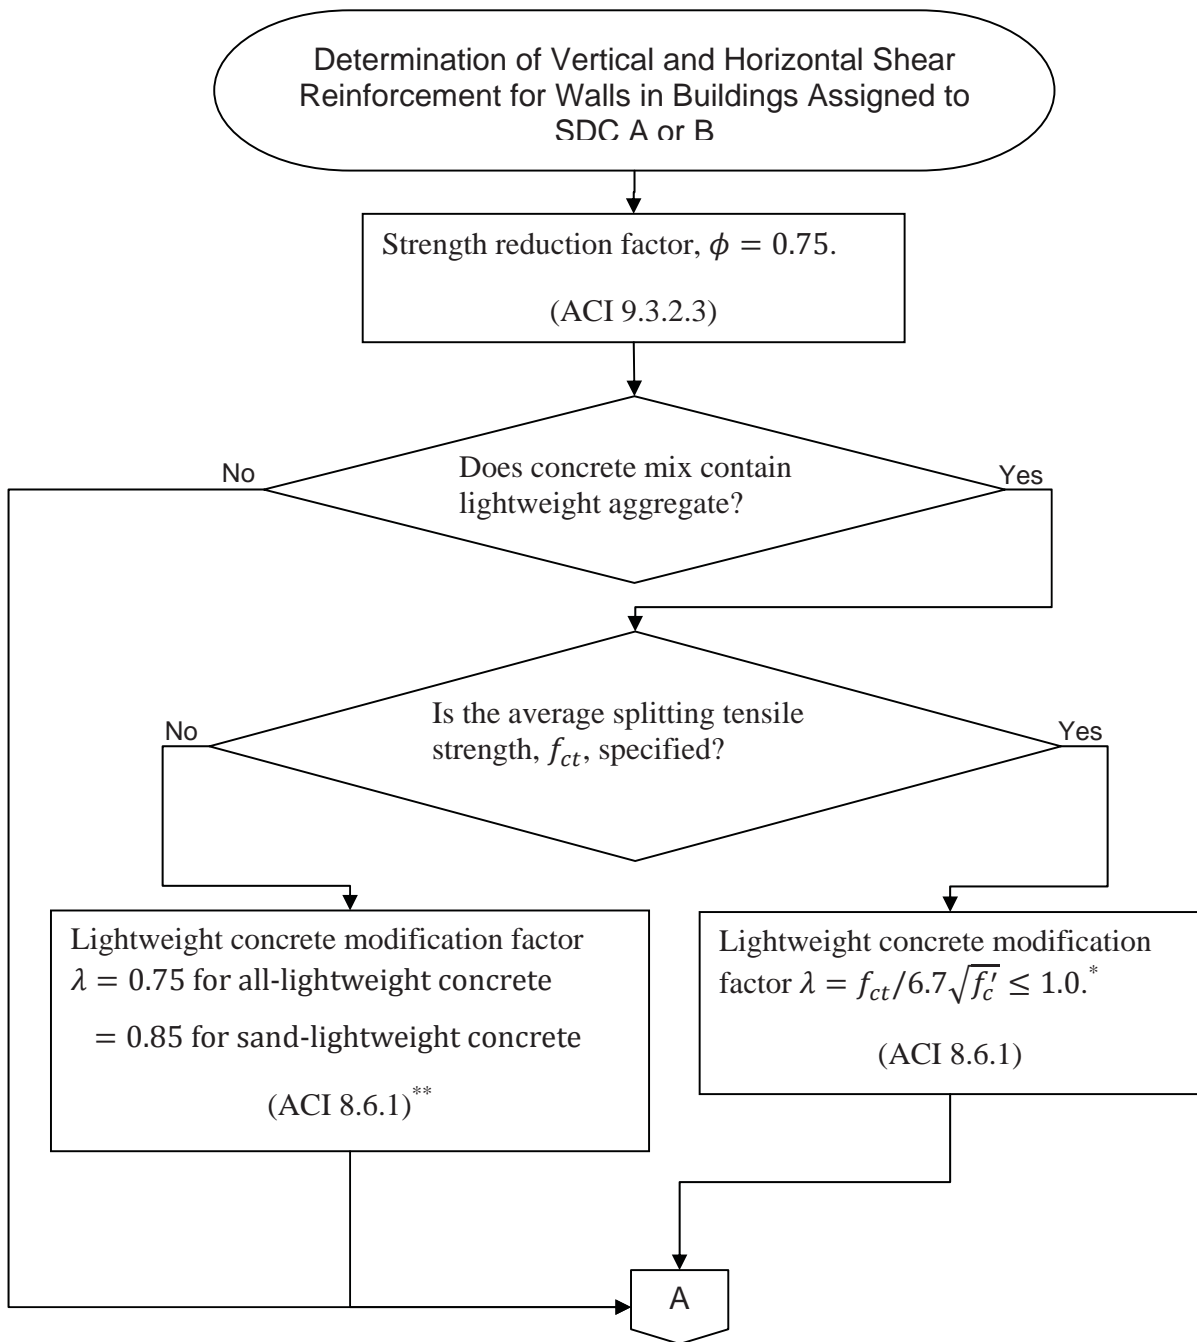 Determination of Vertical and Horizontal Shear
Reinforcement for Walls in Buildings Assigned to
SDC A or B
Strength reduction factor, ϕ = 0.75.
(ACI 9.3.2.3)
Does concrete mix contain
lightweight aggregate?
No
Yes
Is the average splitting tensile
strength, f_ct, specified?
No
Yes
Lightweight concrete modification factor
λ = 0.75 for all-lightweight concrete
= 0.85 for sand-lightweight concrete
(ACI 8.6.1)**
Lightweight concrete modification
factor λ = f_ct/6.7√f_c′ ≤ 1.0.*
(ACI 8.6.1)
A